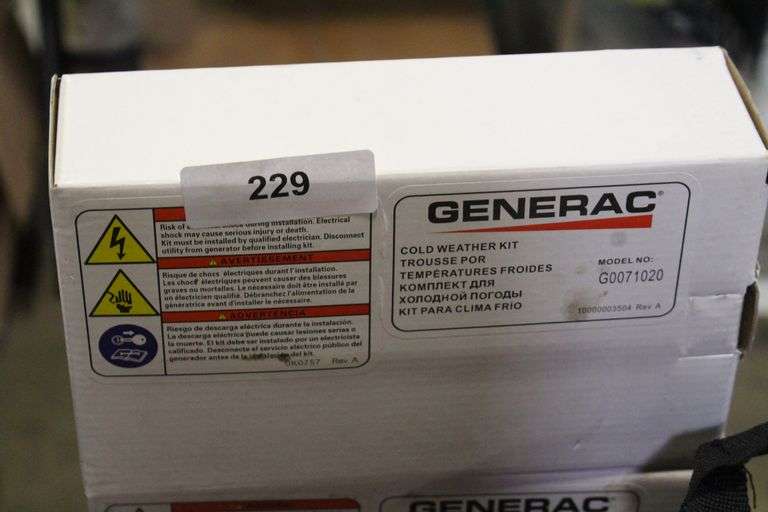 229
Risk of during installation. Electrical
shock may cause serious injury or death.
Kit must be installed by qualified electrician. Disconnect
utility from generator before installing kit.
AVERTISSEMENT
Risque de chocs électriques durant l'installation.
Les chocs électriques peuvent causer des blessures
graves ou mortelles. Le nécessaire doit être installé par
un électricien qualifié. Débranchez l'alimentation de la
génératrice avant d'installer le nécessaire.
ADVERTENCIA
Riesgo de descarga eléctrica durante la instalación.
La descarga eléctrica puede causar lesiones serias o
la muerte. El kit debe ser instalado por un electricista
calificado. Desconecte el servicio eléctrico público del
generador antes de la instalación del kit.
0K0757 Rev A
GENERAC®
COLD WEATHER KIT
TROUSSE POR
TEMPÉRATURES FROIDES
КОМПЛЕКТ ДЛЯ
ХОЛОДНОЙ ПОГОДЫ
KIT PARA CLIMA FRÍO
MODEL NO:
G0071020
10000003504 Rev A
GENERAC